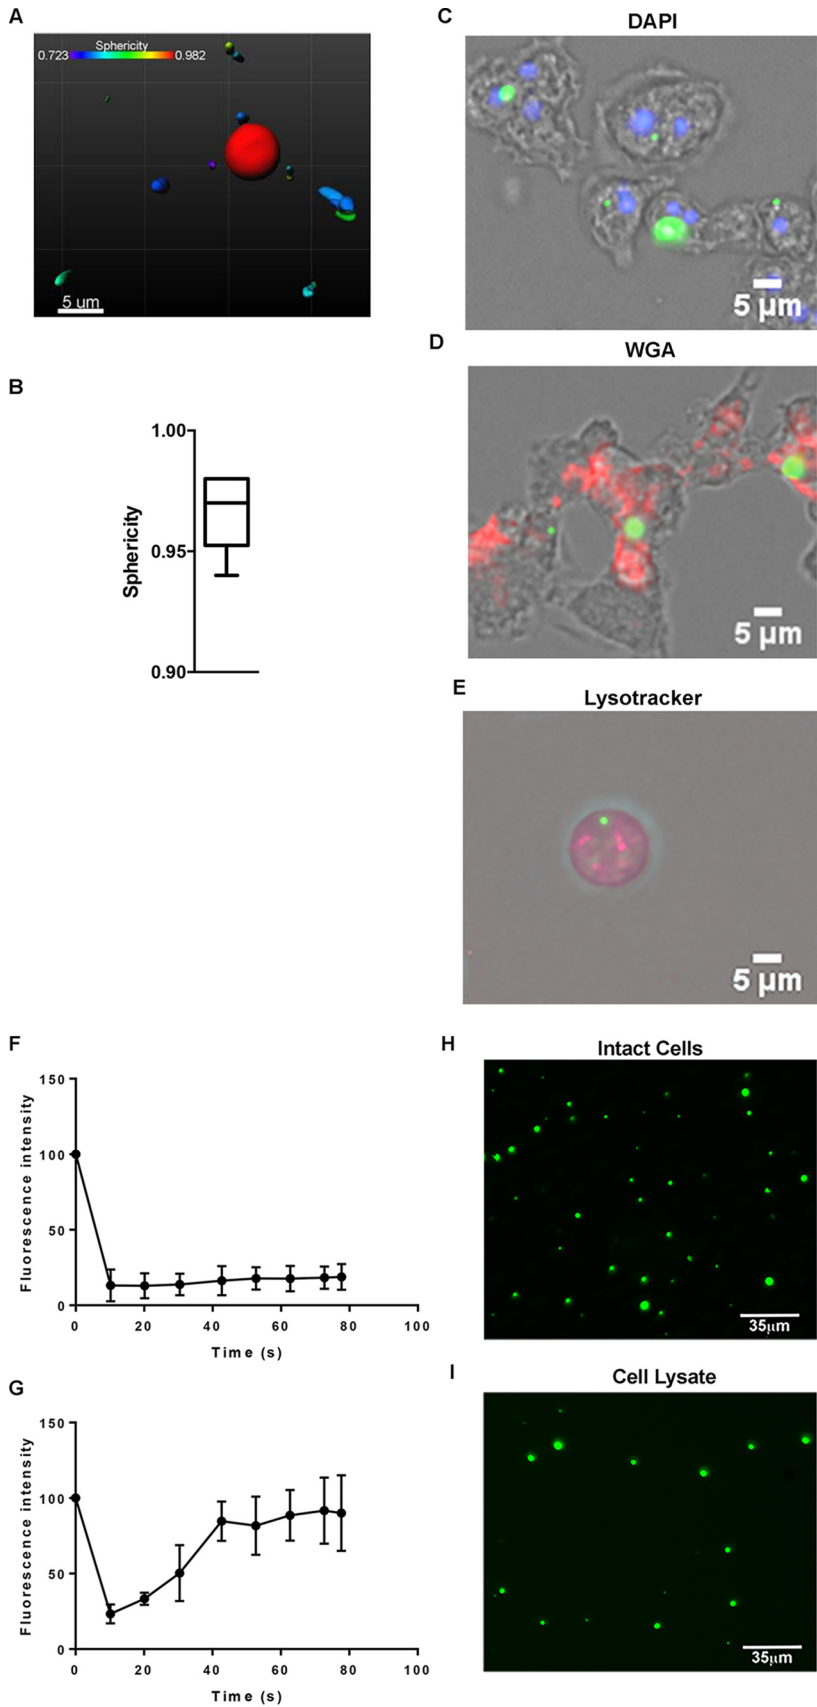 A
Sphericity
0.723 0.982
5 um
B
1.00
0.95
0.90
Sphericity
C
DAPI
5 µm
D
WGA
5 µm
E
Lysotracker
5 µm
F
150
100
50
0
Fluorescence intensity
0 20 40 60 80 100
Time (s)
G
150
100
50
0
Fluorescence intensity
0 20 40 60 80 100
Time (s)
H
Intact Cells
35µm
I
Cell Lysate
35µm